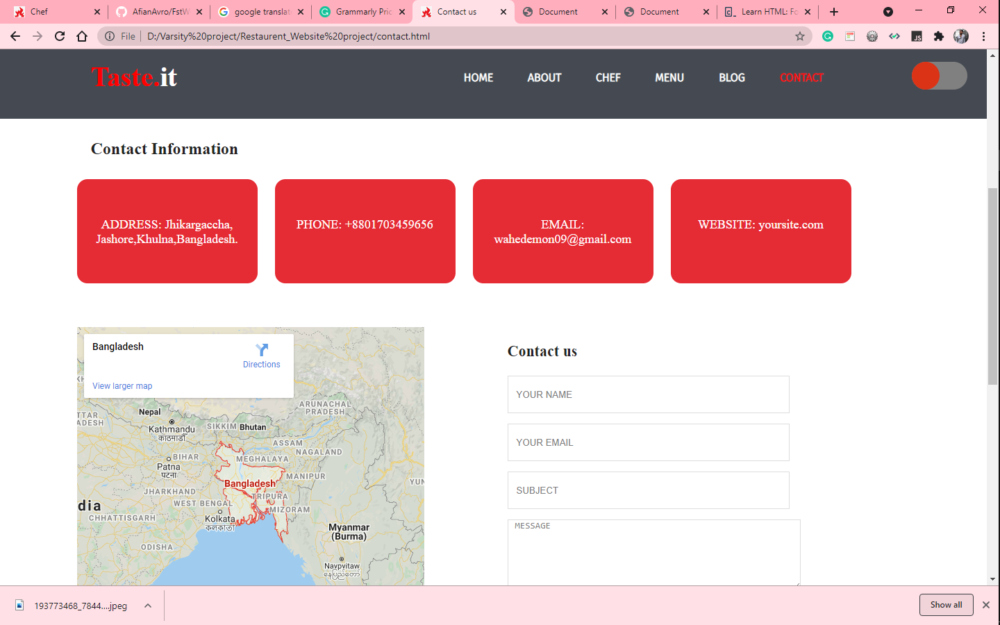 Chef
AfianAvro/FstW
google translat
Grammarly Pric
Contact us
Document
Document
Learn HTML: Fo
File
D:/Varsity%20project/Restaurent_Website%20project/contact.html
Taste.it
HOME
ABOUT
CHEF
MENU
BLOG
CONTACT
Contact Information
ADDRESS: Jhikargaccha,
Jashore,Khulna,Bangladesh.
PHONE: +8801703459656
EMAIL:
wahedemon09@gmail.com
WEBSITE: yoursite.com
Bangladesh
Directions
View larger map
ARUNACHAL
PRADESH
TTAR
ADESH
Nepal
Kathmandu
काठमाडौँ
SIKKIM
Bhutan
ASSAM
NAGALAND
BIHAR
MEGHALAYA
Patna
पटना
MANIPUR
YUN
Bangladesh
JHARKHAND
TRIPURA
WEST BENGAL
MIZORAM
dia
CHHATTISGARH
Kolkata
কলকাতা
Myanmar
(Burma)
ODISHA
Naypyitaw
နေပြည်တော်
Contact us
YOUR NAME
YOUR EMAIL
SUBJECT
MESSAGE
193773468_7844....jpeg
Show all